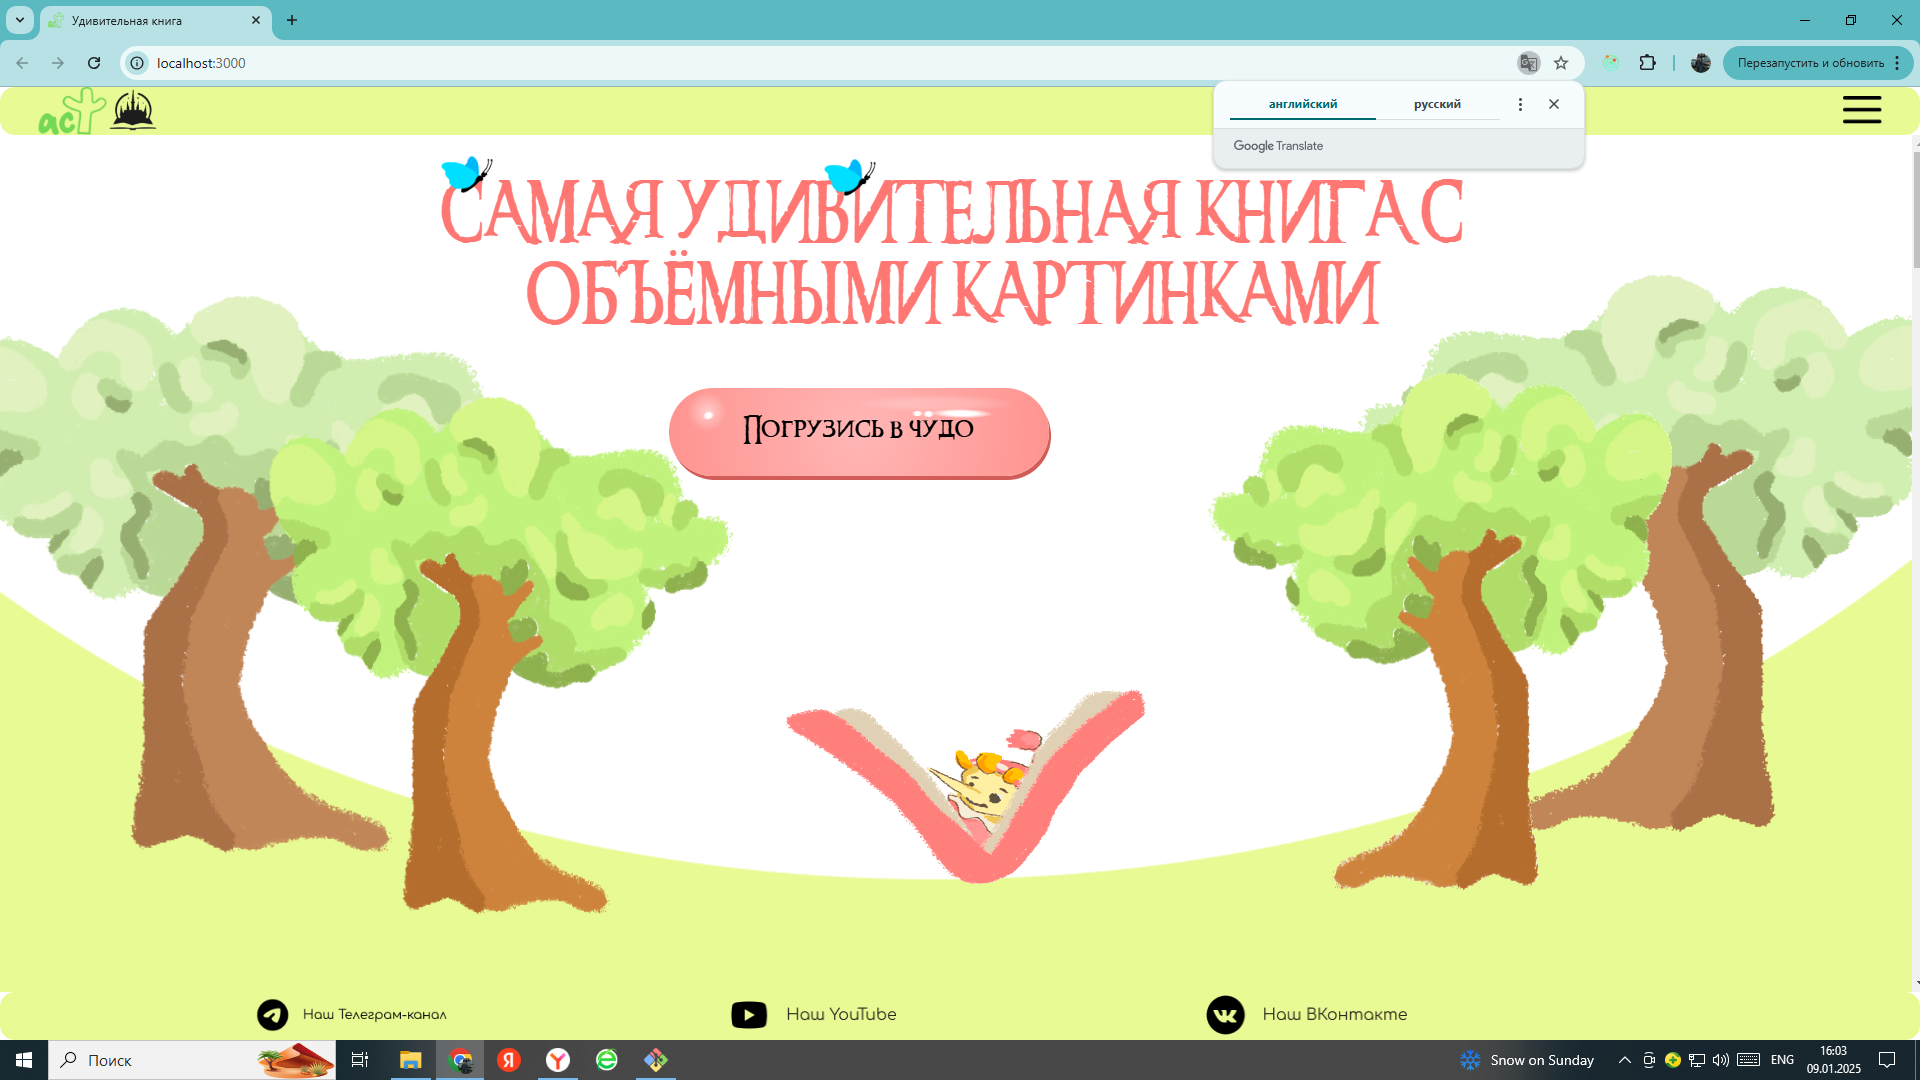 Удивительная книга
localhost:3000
Перезапустить и обновить
английский
русский
Google Translate
аст
САМАЯ УДИВИТЕЛЬНАЯ КНИГА С
ОБЪЁМНЫМИ КАРТИНКАМИ
Погрузись в чудо
Наш Телеграм-канал
Наш YouTube
Наш ВКонтакте
Поиск
Snow on Sunday
ENG
16:03
09.01.2025